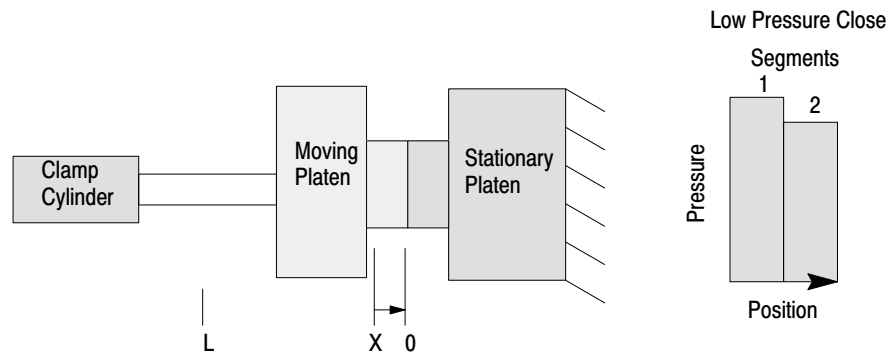 Low Pressure Close
Segments
1
2
Moving
Platen
Stationary
Platen
Clamp
Cylinder
Pressure
Position
L
X
0